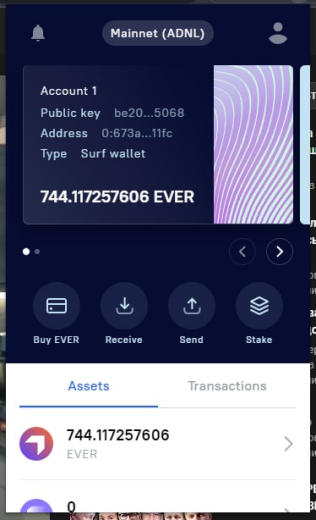 Mainnet (ADNL)
Account 1
Public key be20...5068
Address 0:673a...11fc
Type Surf wallet
744.117257606 EVER
Buy EVER Receive Send Stake
Assets Transactions
744.117257606
EVER
0